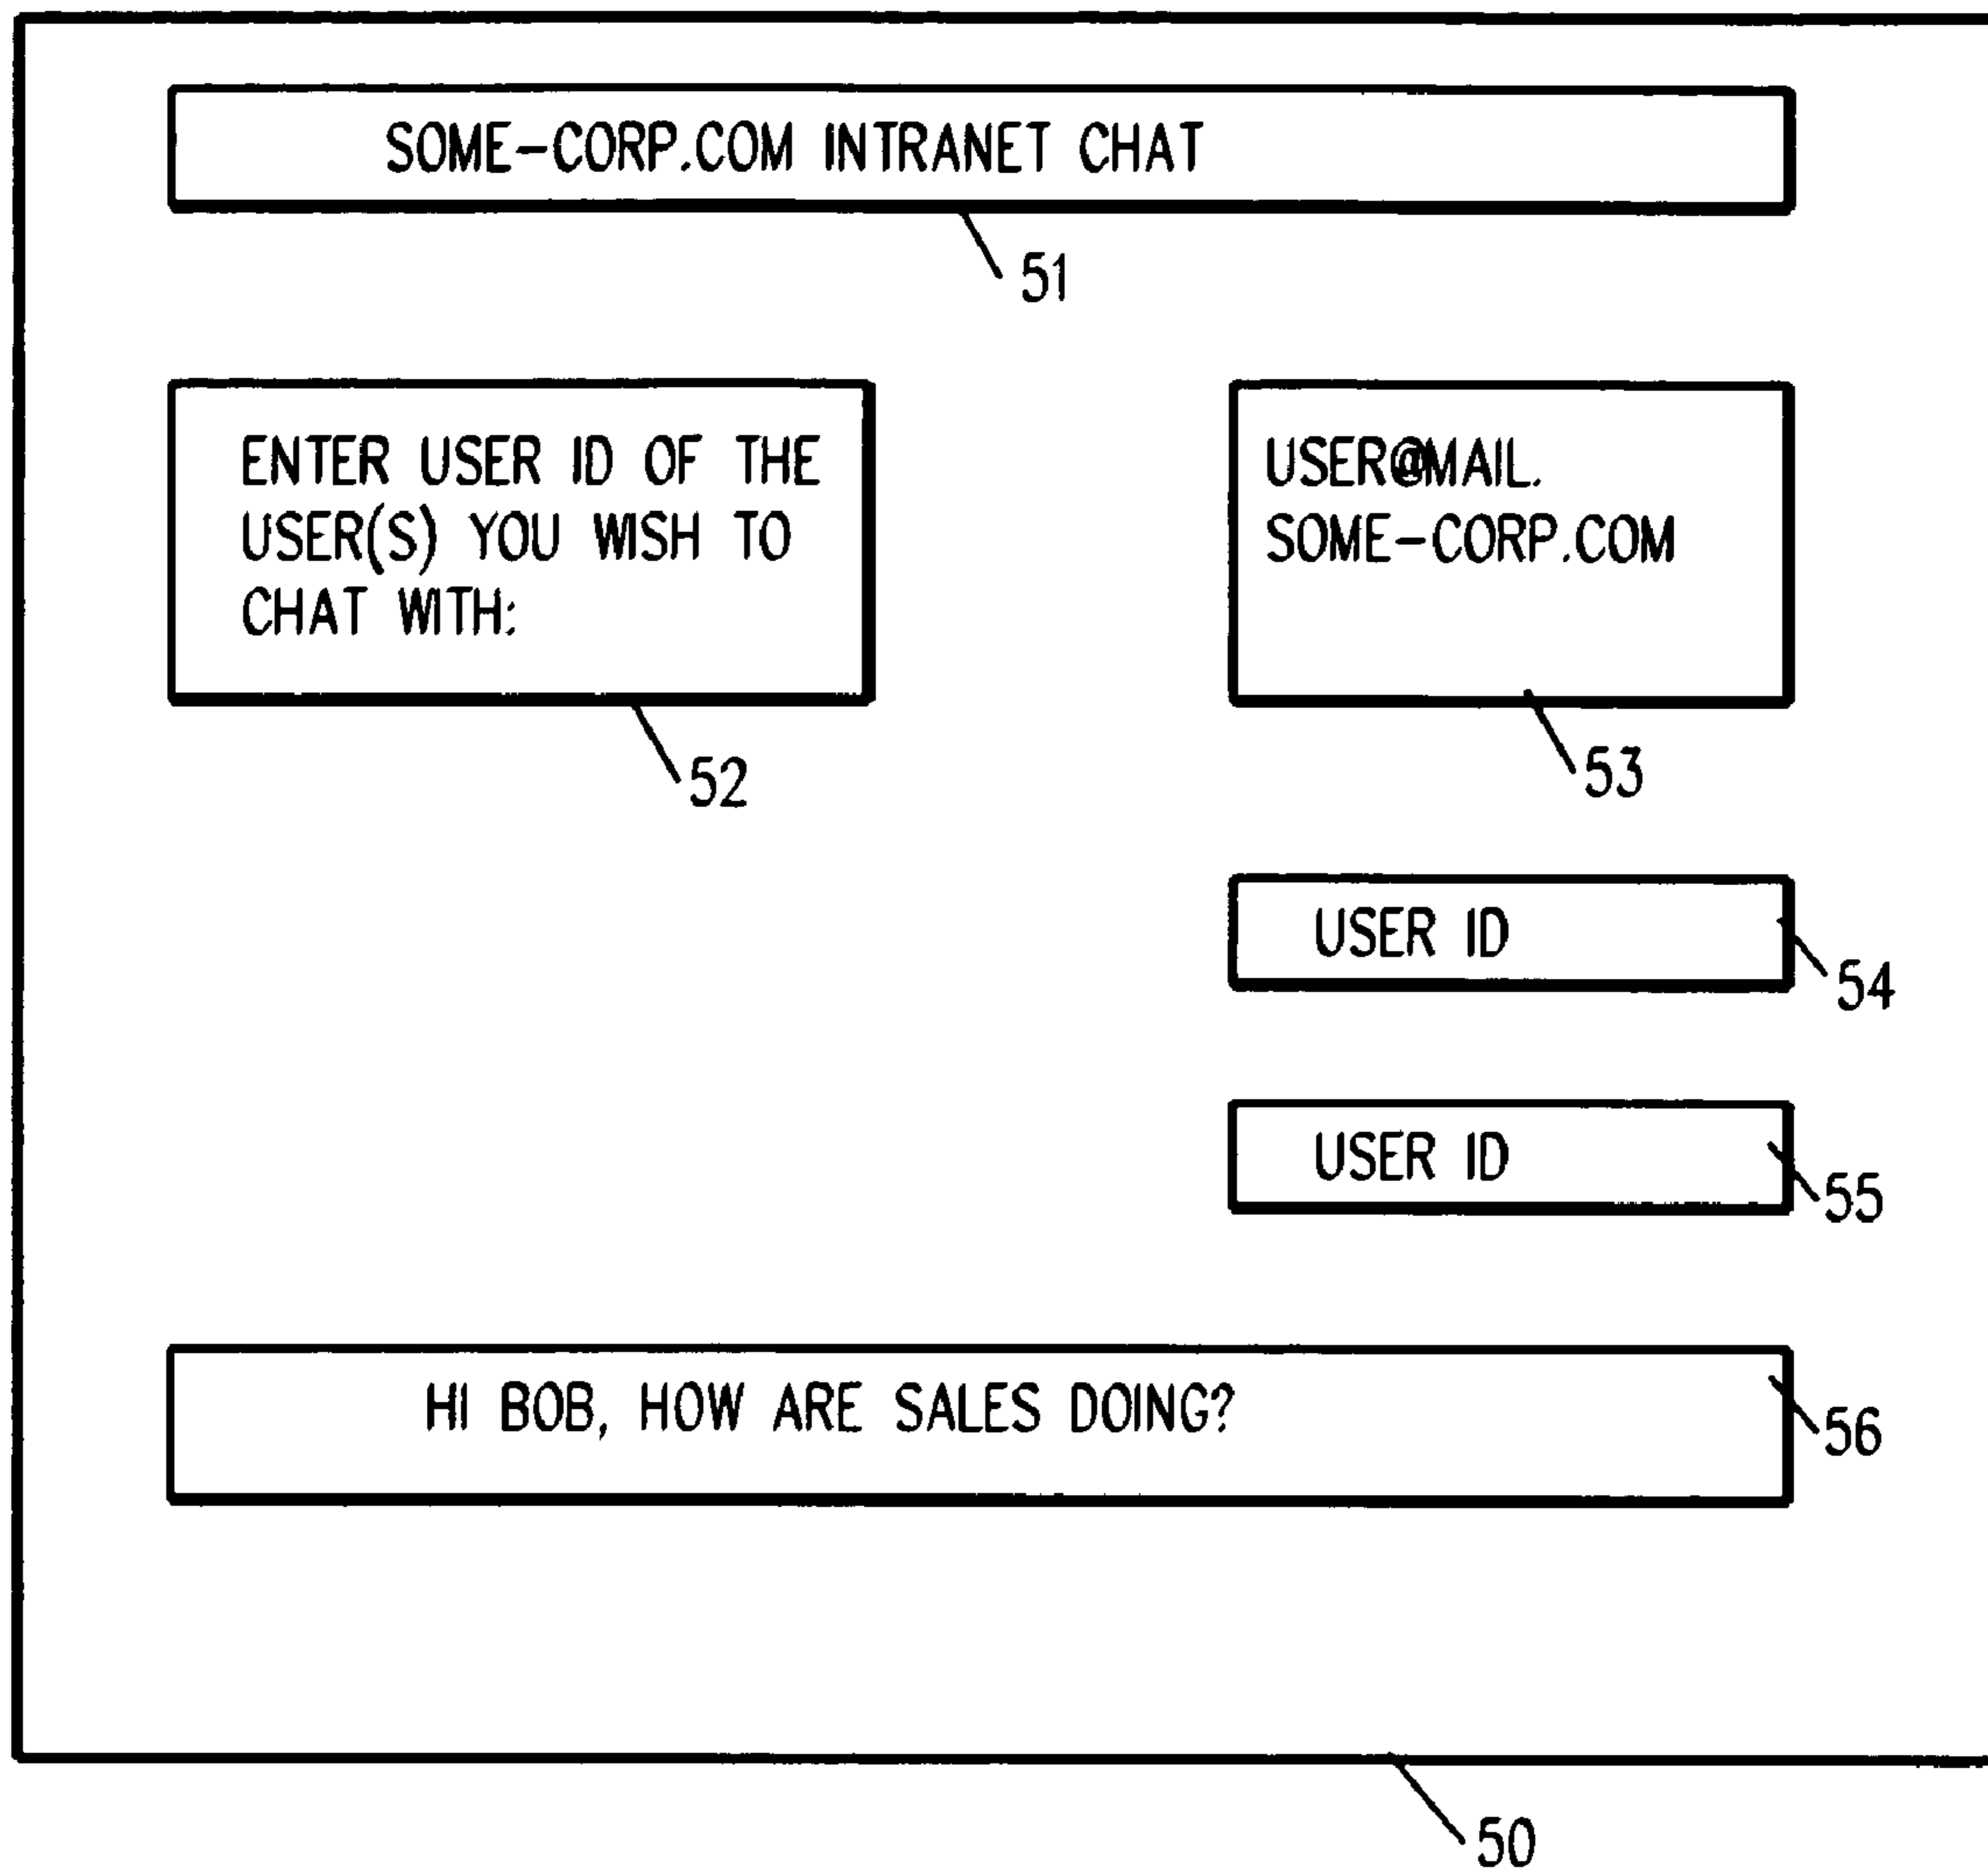 SOME-CORP.COM INTRANET CHAT
51
ENTER USER ID OF THE
USER(S) YOU WISH TO
CHAT WITH:
52
USER@MAIL.
SOME-CORP.COM
53
USER ID
54
USER ID
55
HI BOB, HOW ARE SALES DOING?
56
50